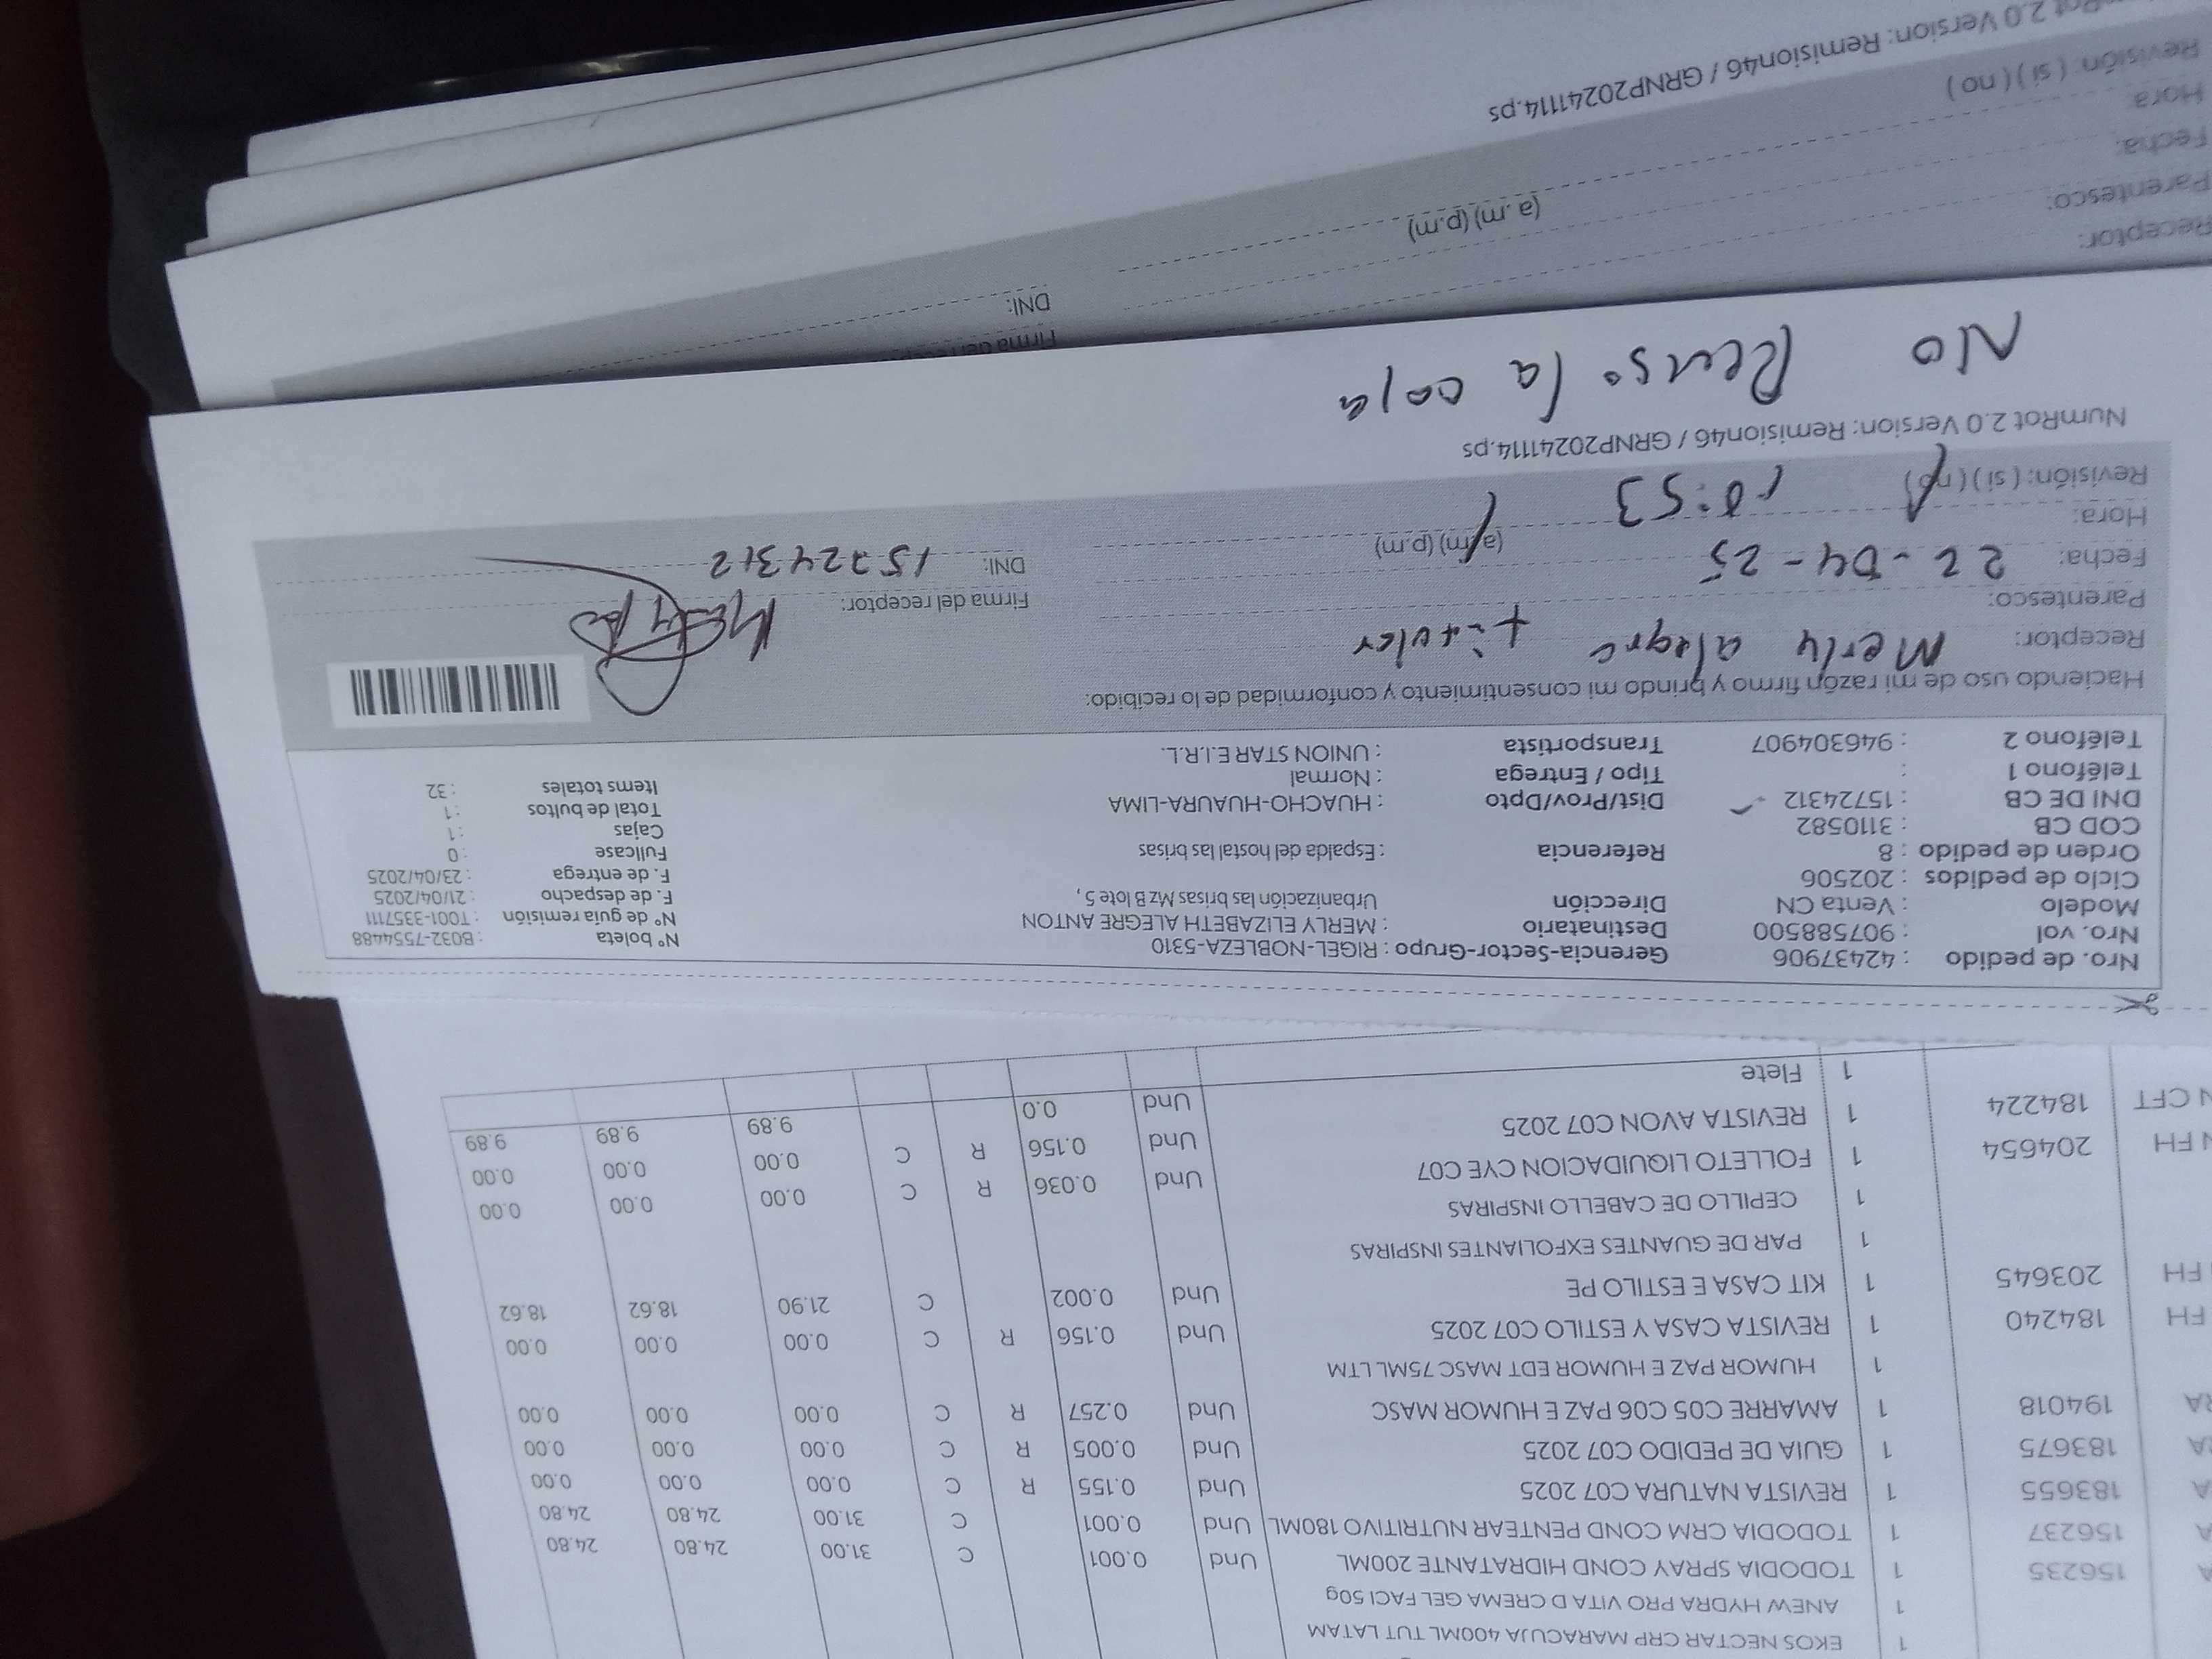 1 EKOS NECTAR CRP MARACUJA 400ML TUT LATAM
1 ANEW HYDRA PRO VITA D CREMA GEL FACI 50g
156235 1 TODODIA SPRAY COND HIDRATANTE 200ML Und 0.001 C 31.00 24.80 24.80
156237 1 TODODIA CRM COND PENTEAR NUTRITIVO 180ML Und 0.001 C 31.00 24.80 24.80
183655 1 REVISTA NATURA C07 2025 Und 0.155 R C 0.00 0.00 0.00
183675 1 GUIA DE PEDIDO C07 2025 Und 0.005 R C 0.00 0.00 0.00
194018 1 AMARRE C05 C06 PAZ E HUMOR MASC Und 0.257 R C 0.00 0.00 0.00
1 HUMOR PAZ E HUMOR EDT MASC 75ML LTM
FH 184240 1 REVISTA CASA Y ESTILO C07 2025 Und 0.156 R C 0.00 0.00 0.00
FH 203645 1 KIT CASA E ESTILO PE Und 0.002 C 21.90 18.62 18.62
1 PAR DE GUANTES EXFOLIANTES INSPIRAS
1 CEPILLO DE CABELLO INSPIRAS
N FH 204654 1 FOLLETO LIQUIDACION CYE C07 Und 0.036 R C 0.00 0.00 0.00
N CFT 184224 1 REVISTA AVON C07 2025 Und 0.156 R C 0.00 0.00 0.00
1 Flete Und 0.0 9.89 9.89 9.89
Nro. de pedido : 42437906 Gerencia-Sector-Grupo : RIGEL-NOBLEZA-5310 N° boleta : B032-7554488
Nro. vol : 907588500 Destinatario : MERLY ELIZABETH ALEGRE ANTON N° de guia remisión : T001-3357111
Modelo : Venta CN Dirección Urbanización las brisas Mz B lote 5 , F. de despacho : 21/04/2025
Ciclo de pedidos : 202506 F. de entrega : 23/04/2025
Orden de pedido : 8 Referencia : Espalda del hostal las brisas Fullcase : 0
COD CB : 3110582 Cajas : 1
DNI DE CB : 15724312 Dist/Prov/Dpto : HUACHO-HUAURA-LIMA Total de bultos : 1
Teléfono 1 : Tipo / Entrega : Normal Items totales : 32
Teléfono 2 : 946304907 Transportista : UNION STAR E.I.R.L.
Haciendo uso de mi razón firmo y brindo mi consentimiento y conformidad de lo recibido:
Receptor: Merly alegre titular
Parentesco: Firma del receptor:
Fecha: 22-04-25 DNI: 15724312
Hora: 10:53 (a.m) (p.m)
Revisión: ( si ) ( no )
NumRot 2.0 Version: Remision46 / GRNP20241114.ps
No Reviso la caja
Receptor:
Parentesco: Firma del receptor
Fecha: DNI:
Hora: (a.m) (p.m)
Revisión: ( si ) ( no )
Rot 2.0 Version: Remision46 / GRNP20241114.ps